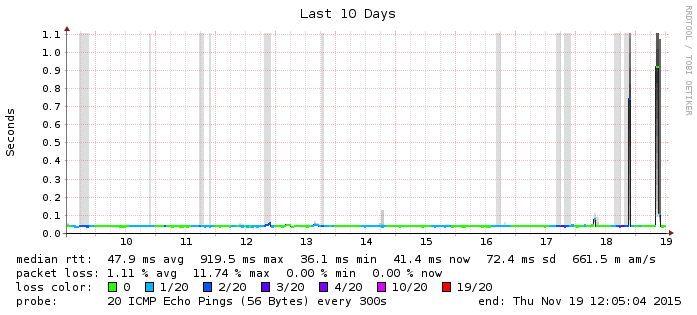 Last 10 Days
RRDTOOL / TOBI OETIKER
Seconds
1.1
1.0
0.9
0.8
0.7
0.6
0.5
0.4
0.3
0.2
0.1
0.0
10 11 12 13 14 15 16 17 18 19
median rtt: 47.9 ms avg 919.5 ms max 36.1 ms min 41.4 ms now 72.4 ms sd 661.5 m am/s
packet loss: 1.11 % avg 11.74 % max 0.00 % min 0.00 % now
loss color: 0 1/20 2/20 3/20 4/20 10/20 19/20
probe: 20 ICMP Echo Pings (56 Bytes) every 300s end: Thu Nov 19 12:05:04 2015